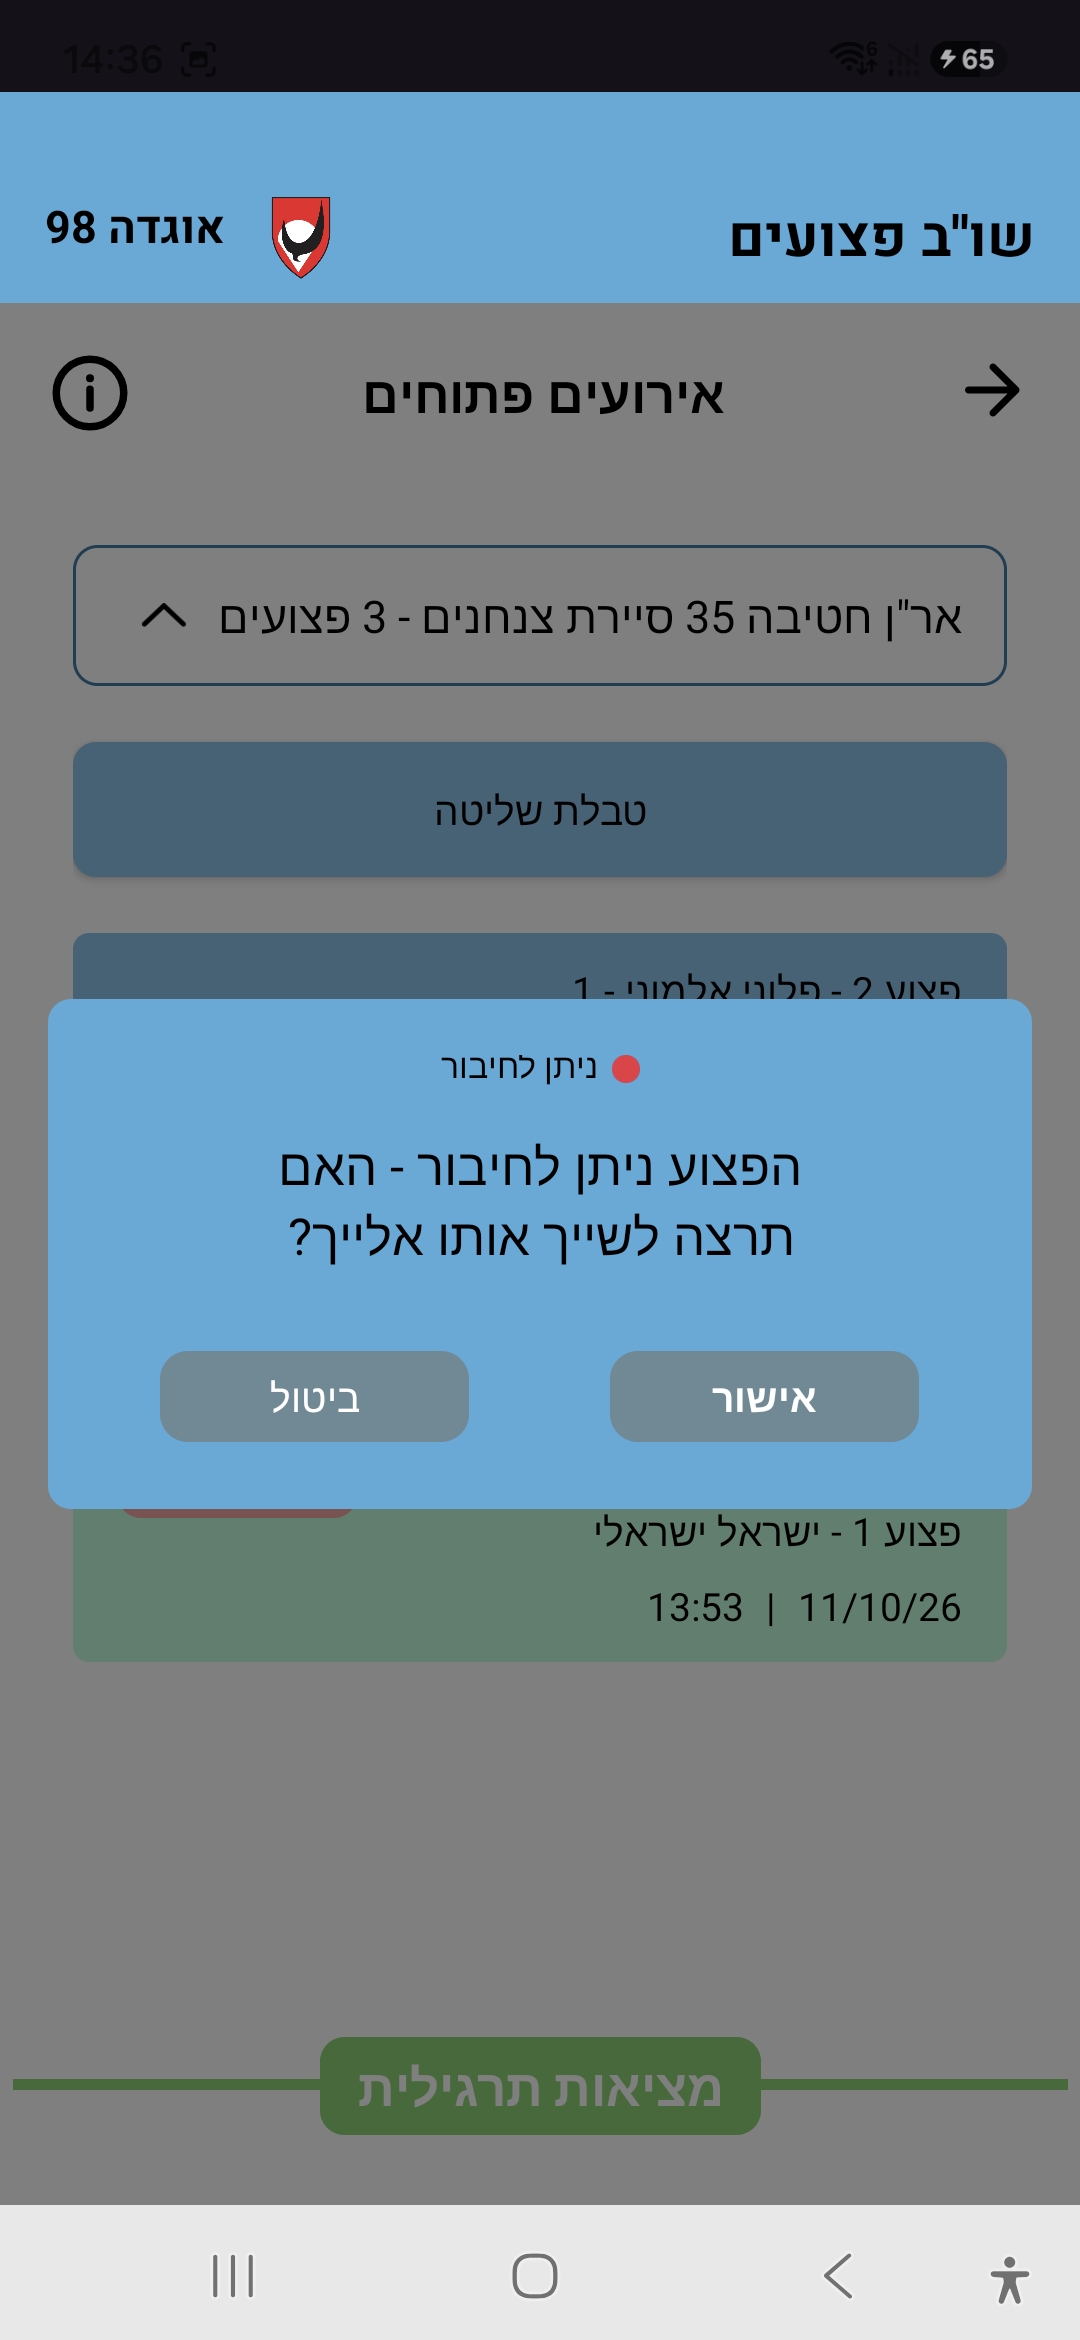 14:36
6
65
שו"ב פצועים
אוגדה 98
אירועים פתוחים
אר"ן חטיבה 35 סיירת צנחנים - 3 פצועים
טבלת שליטה
פצוע 2 - פלוני אלמוני - 1
ניתן לחיבור
הפצוע ניתן לחיבור - האם
תרצה לשייך אותו אלייך?
אישור
ביטול
פצוע 1 - ישראל ישראלי
11/10/26 | 13:53
מציאות תרגילית